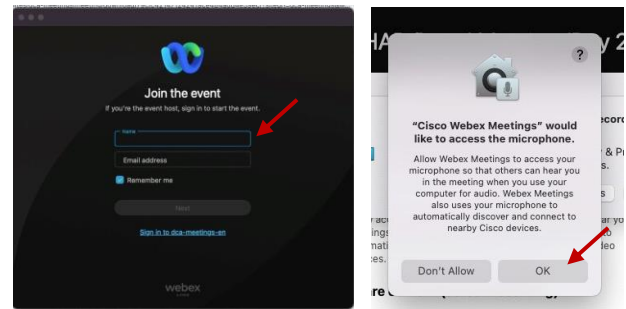 Join the event
If you're the event host, sign in to start the event.
Name
Email address
Remember me
Next
Sign in to dca-meetings-en
webex
?
"Cisco Webex Meetings" would
like to access the microphone.
Allow Webex Meetings to access your
microphone so that others can hear you
in the meeting when you use your
computer for audio. Webex Meetings
also uses your microphone to
automatically discover and connect to
nearby Cisco devices.
Don't Allow
OK